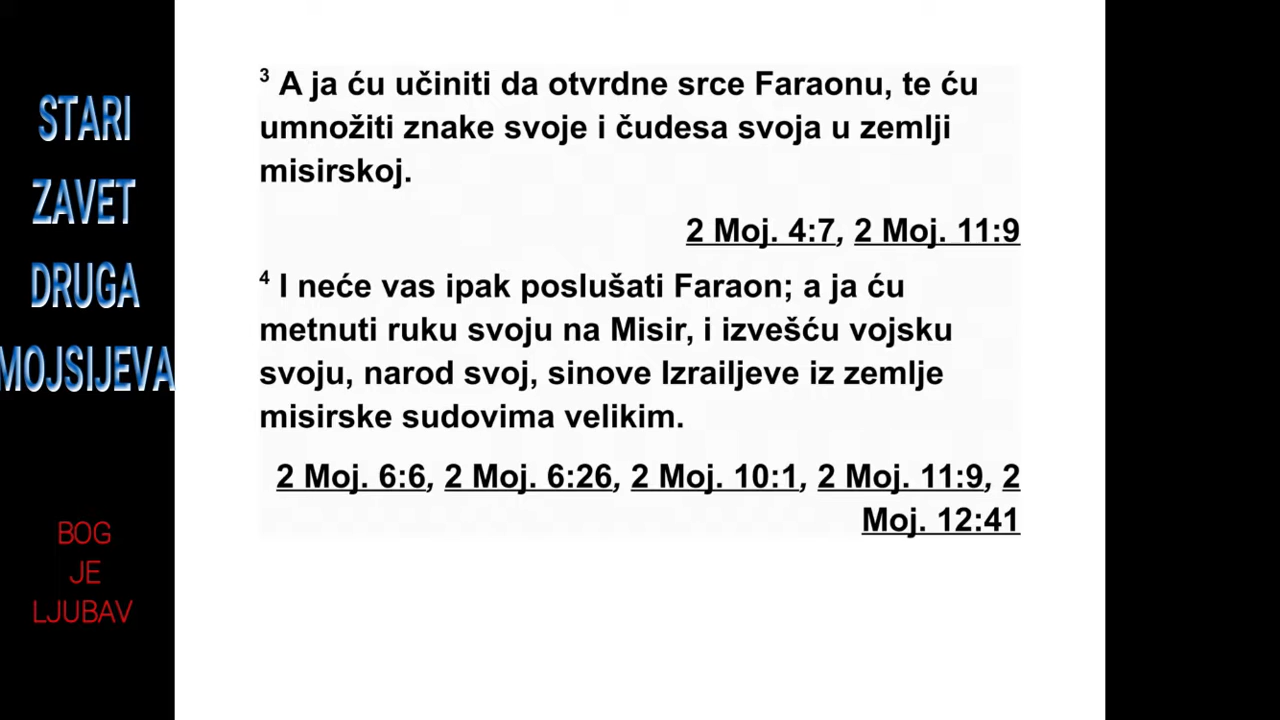 STARI
ZAVET
DRUGA
MOJSIJEVA
BOG
JE
LJUBAV
3 A ja ću učiniti da otvrdne srce Faraonu, te ću
umnožiti znake svoje i čudesa svoja u zemlji
misirskoj.
2 Moj. 4:7, 2 Moj. 11:9
4 I neće vas ipak poslušati Faraon; a ja ću
metnuti ruku svoju na Misir, i izvešću vojsku
svoju, narod svoj, sinove Izrailjeve iz zemlje
misirske sudovima velikim.
2 Moj. 6:6, 2 Moj. 6:26, 2 Moj. 10:1, 2 Moj. 11:9, 2
Moj. 12:41